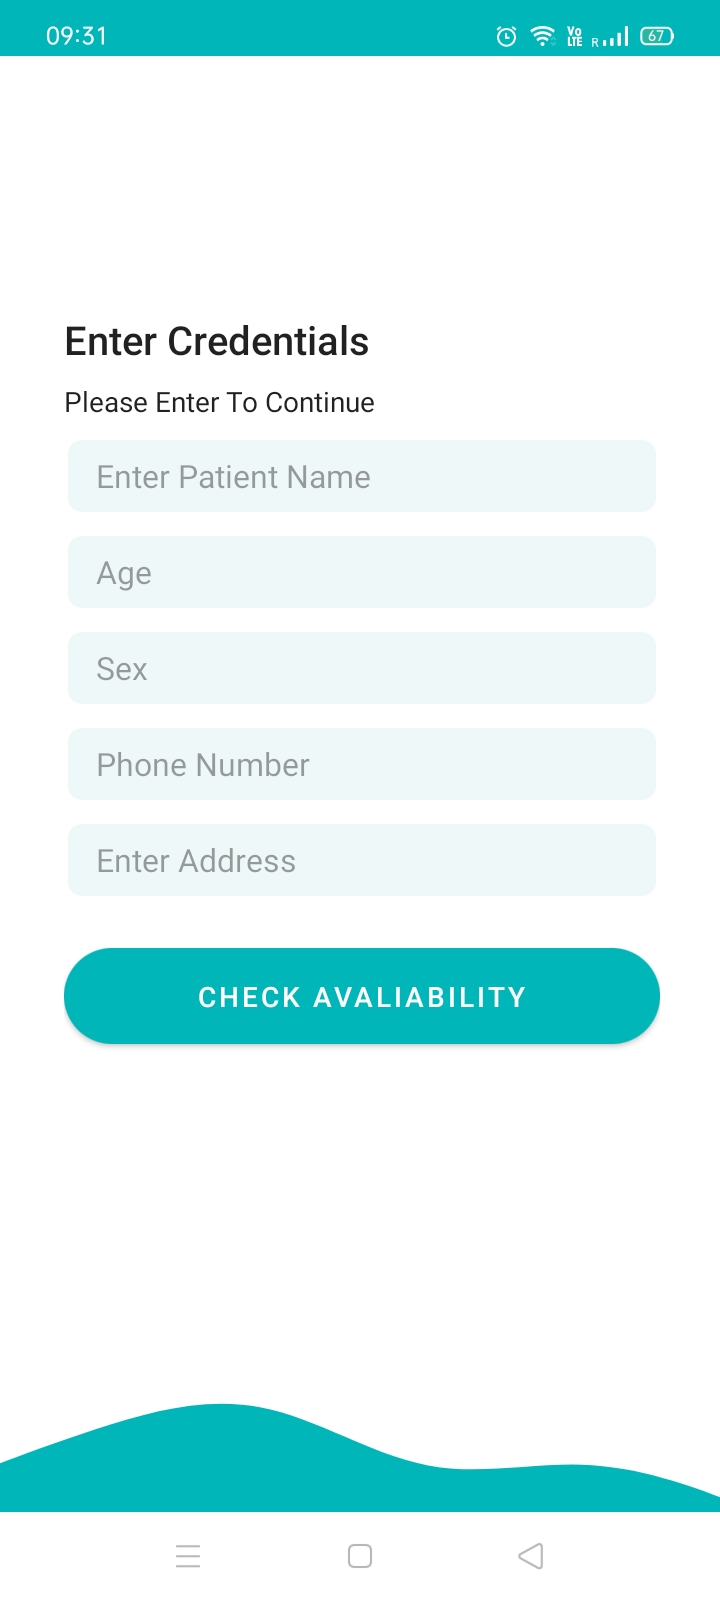 09:31
Vo
LTE
R
67
Enter Credentials
Please Enter To Continue
Enter Patient Name
Age
Sex
Phone Number
Enter Address
CHECK AVALIABILITY